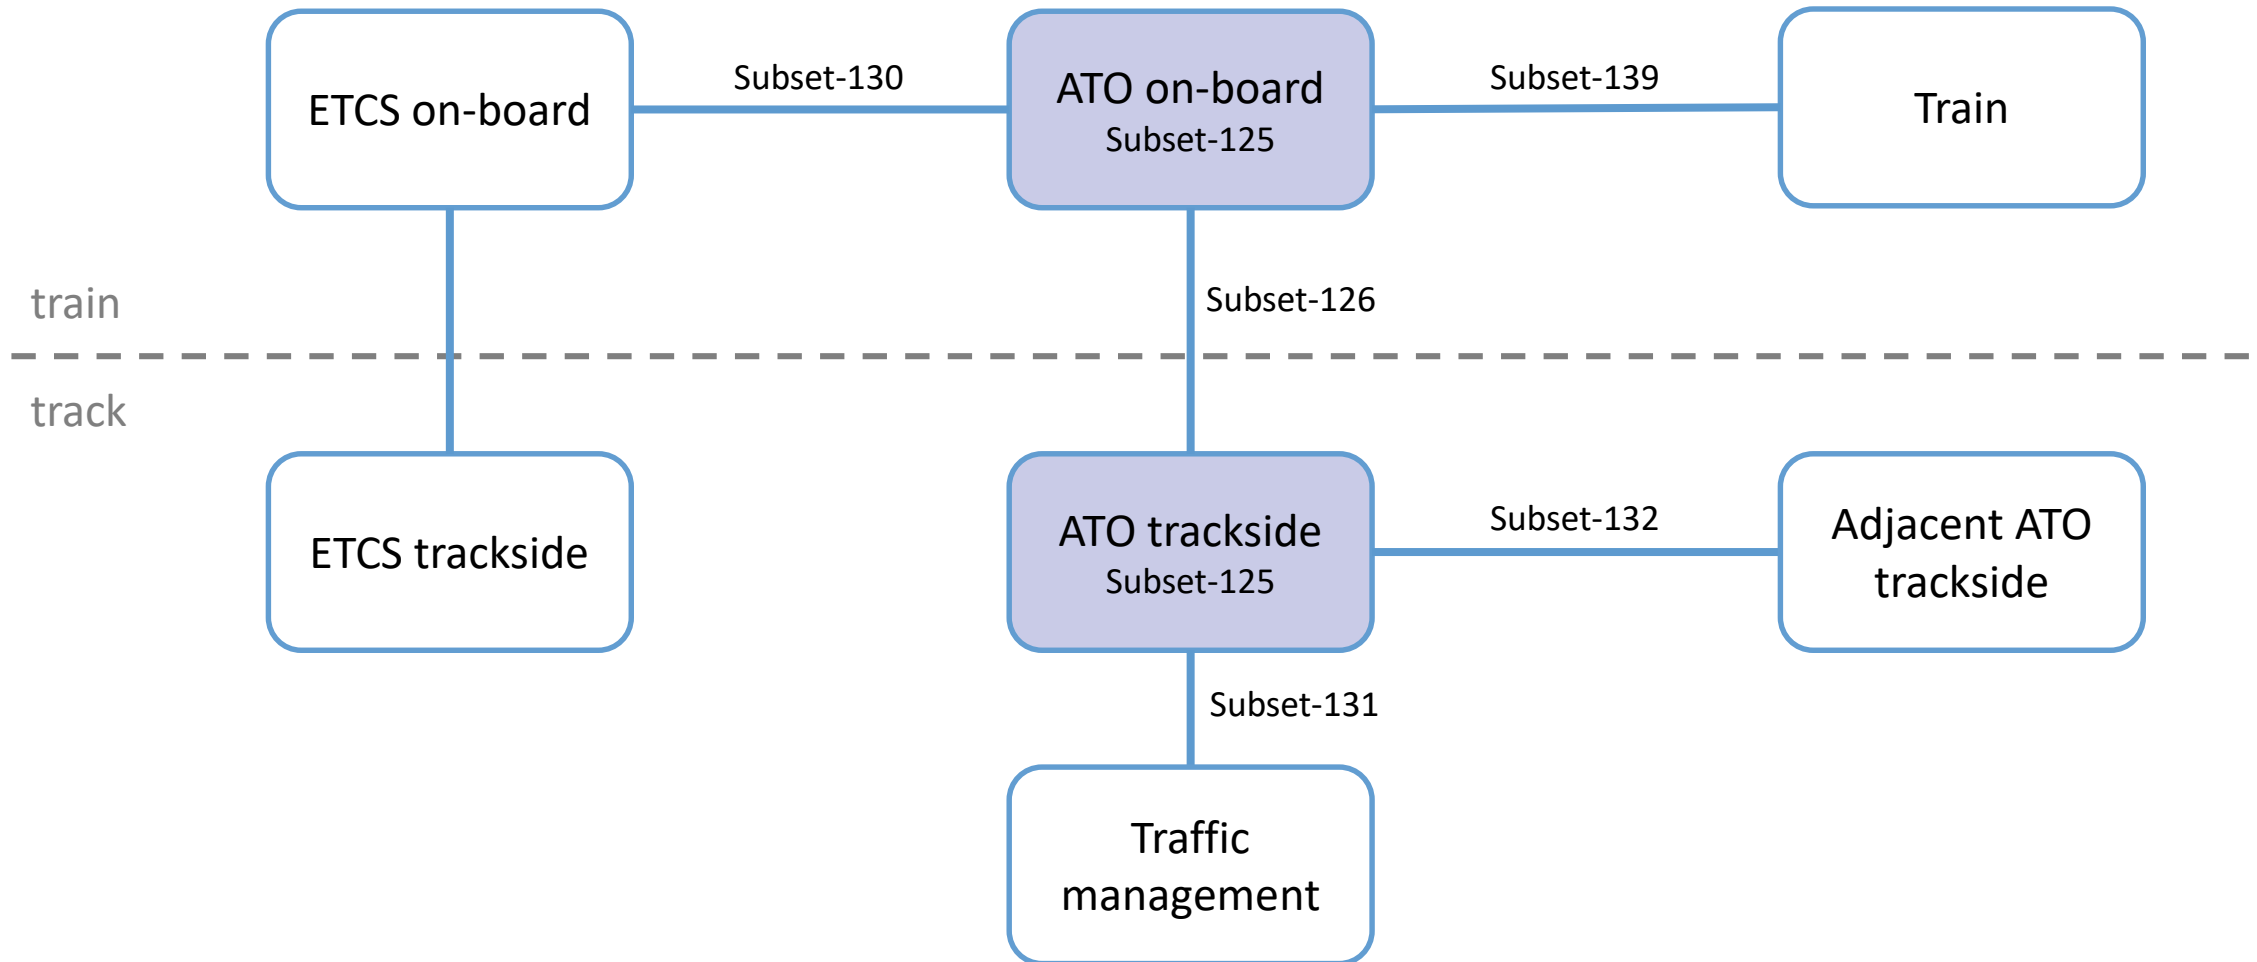 ETCS on-board
Subset-130
ATO on-board
Subset-125
Subset-139
Train
train
Subset-126
track
ETCS trackside
ATO trackside
Subset-125
Subset-132
Adjacent ATO
trackside
Subset-131
Traffic
management